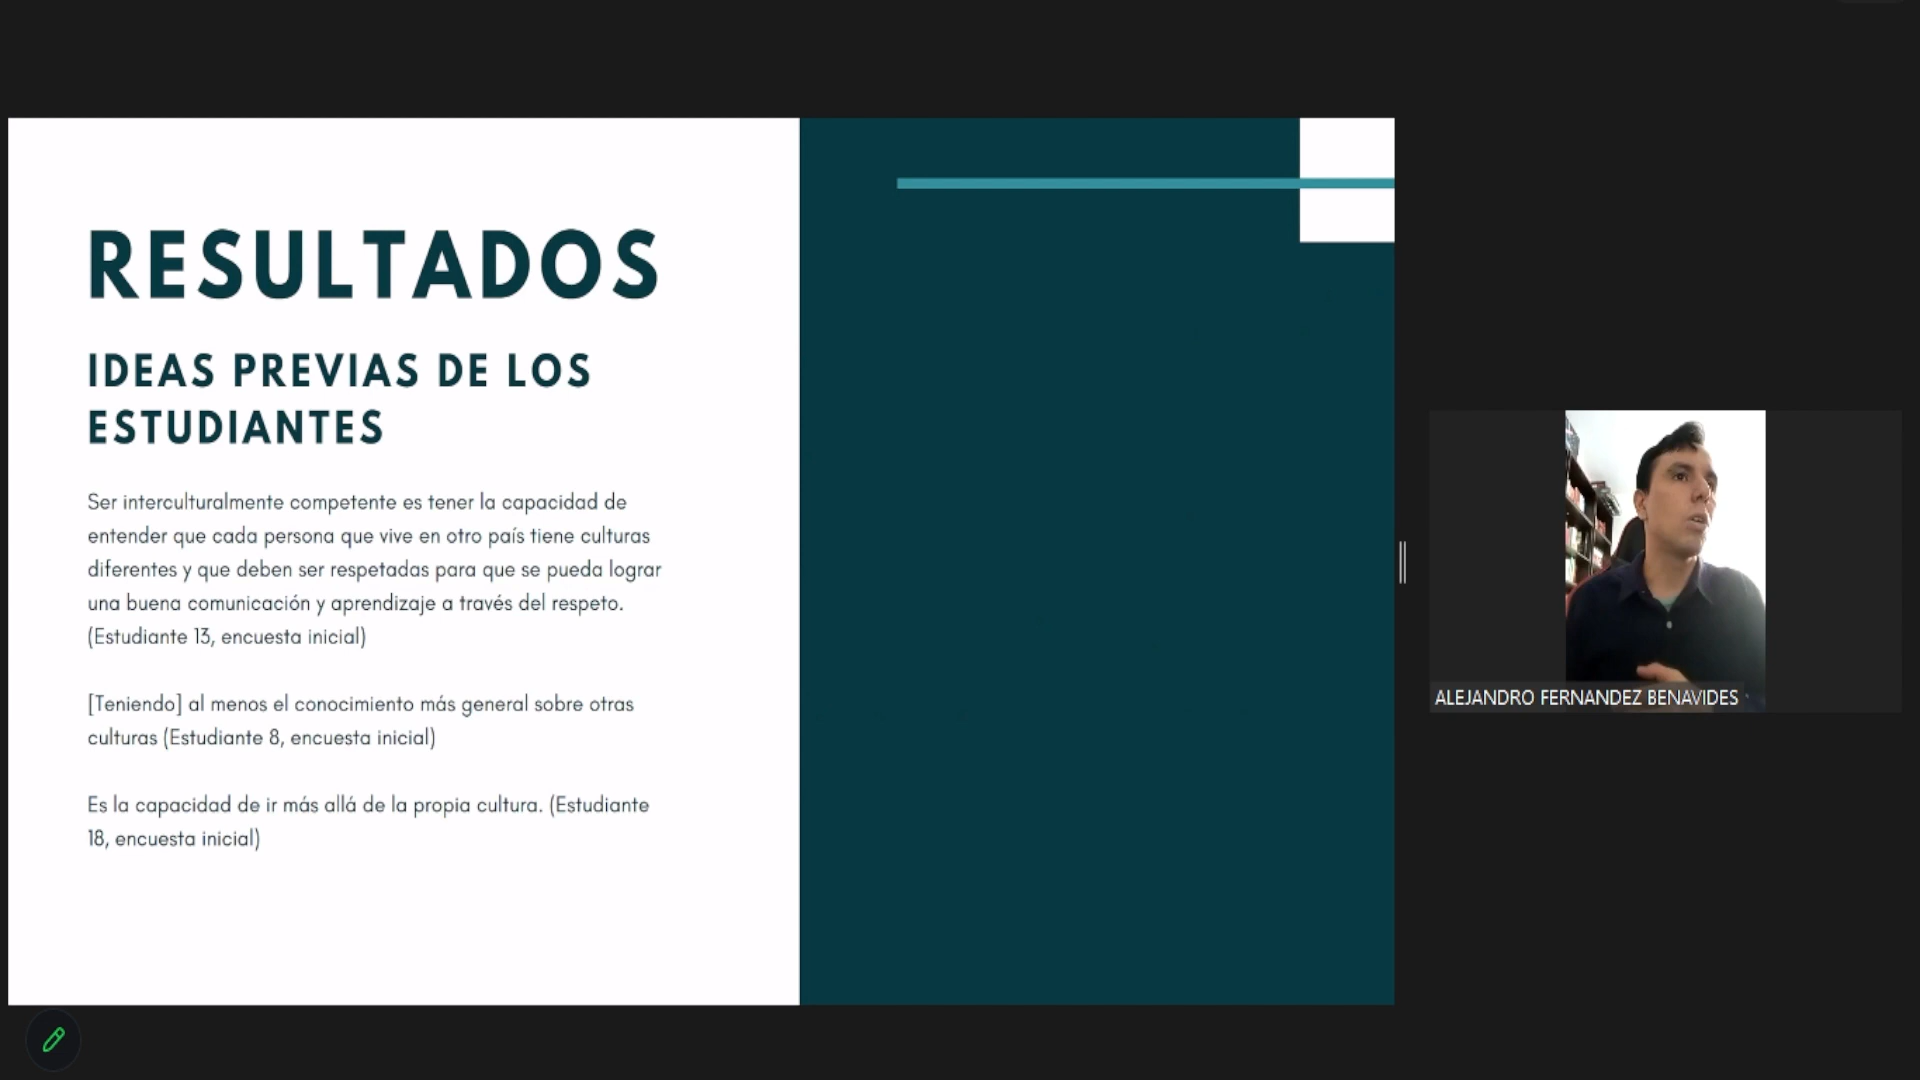 RESULTADOS
IDEAS PREVIAS DE LOS
ESTUDIANTES
Ser interculturalmente competente es tener la capacidad de
entender que cada persona que vive en otro país tiene culturas
diferentes y que deben ser respetadas para que se pueda lograr
una buena comunicación y aprendizaje a través del respeto.
(Estudiante 13, encuesta inicial)
[Teniendo] al menos el conocimiento más general sobre otras
culturas (Estudiante 8, encuesta inicial)
Es la capacidad de ir más allá de la propia cultura. (Estudiante
18, encuesta inicial)
ALEJANDRO FERNANDEZ BENAVIDES